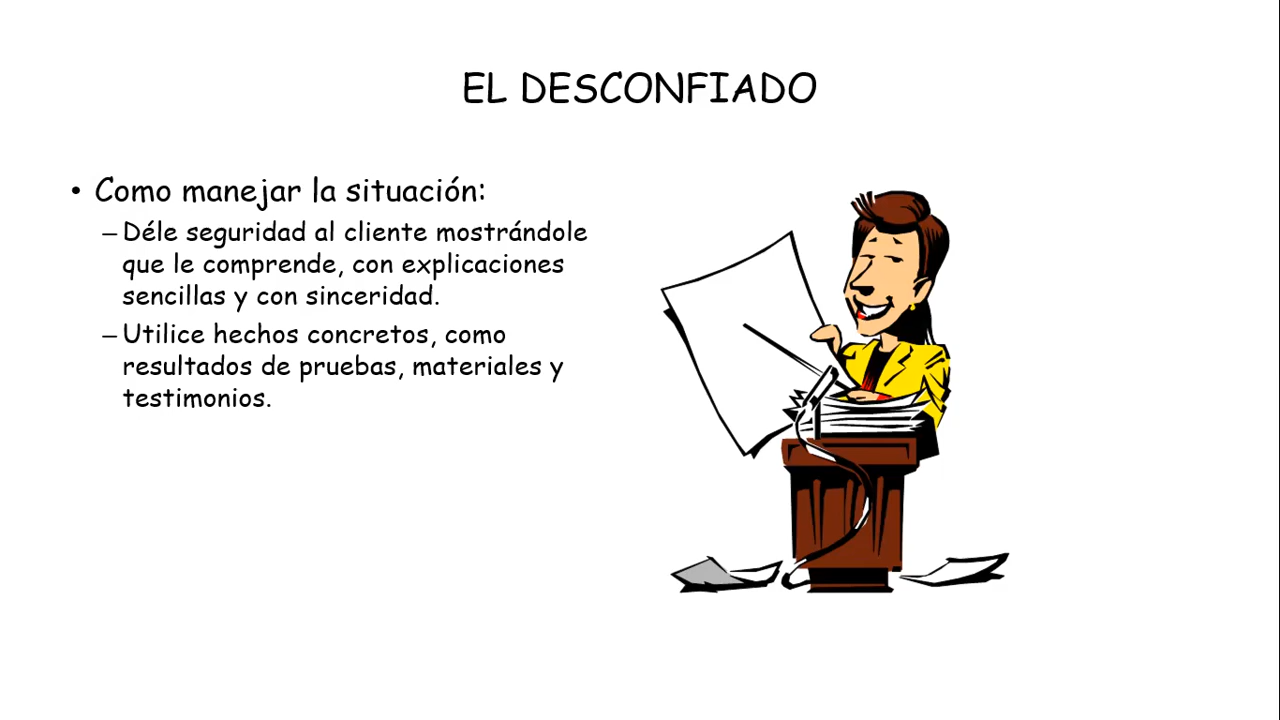 EL DESCONFIADO
• Como manejar la situación:
– Déle seguridad al cliente mostrándole
que le comprende, con explicaciones
sencillas y con sinceridad.
– Utilice hechos concretos, como
resultados de pruebas, materiales y
testimonios.